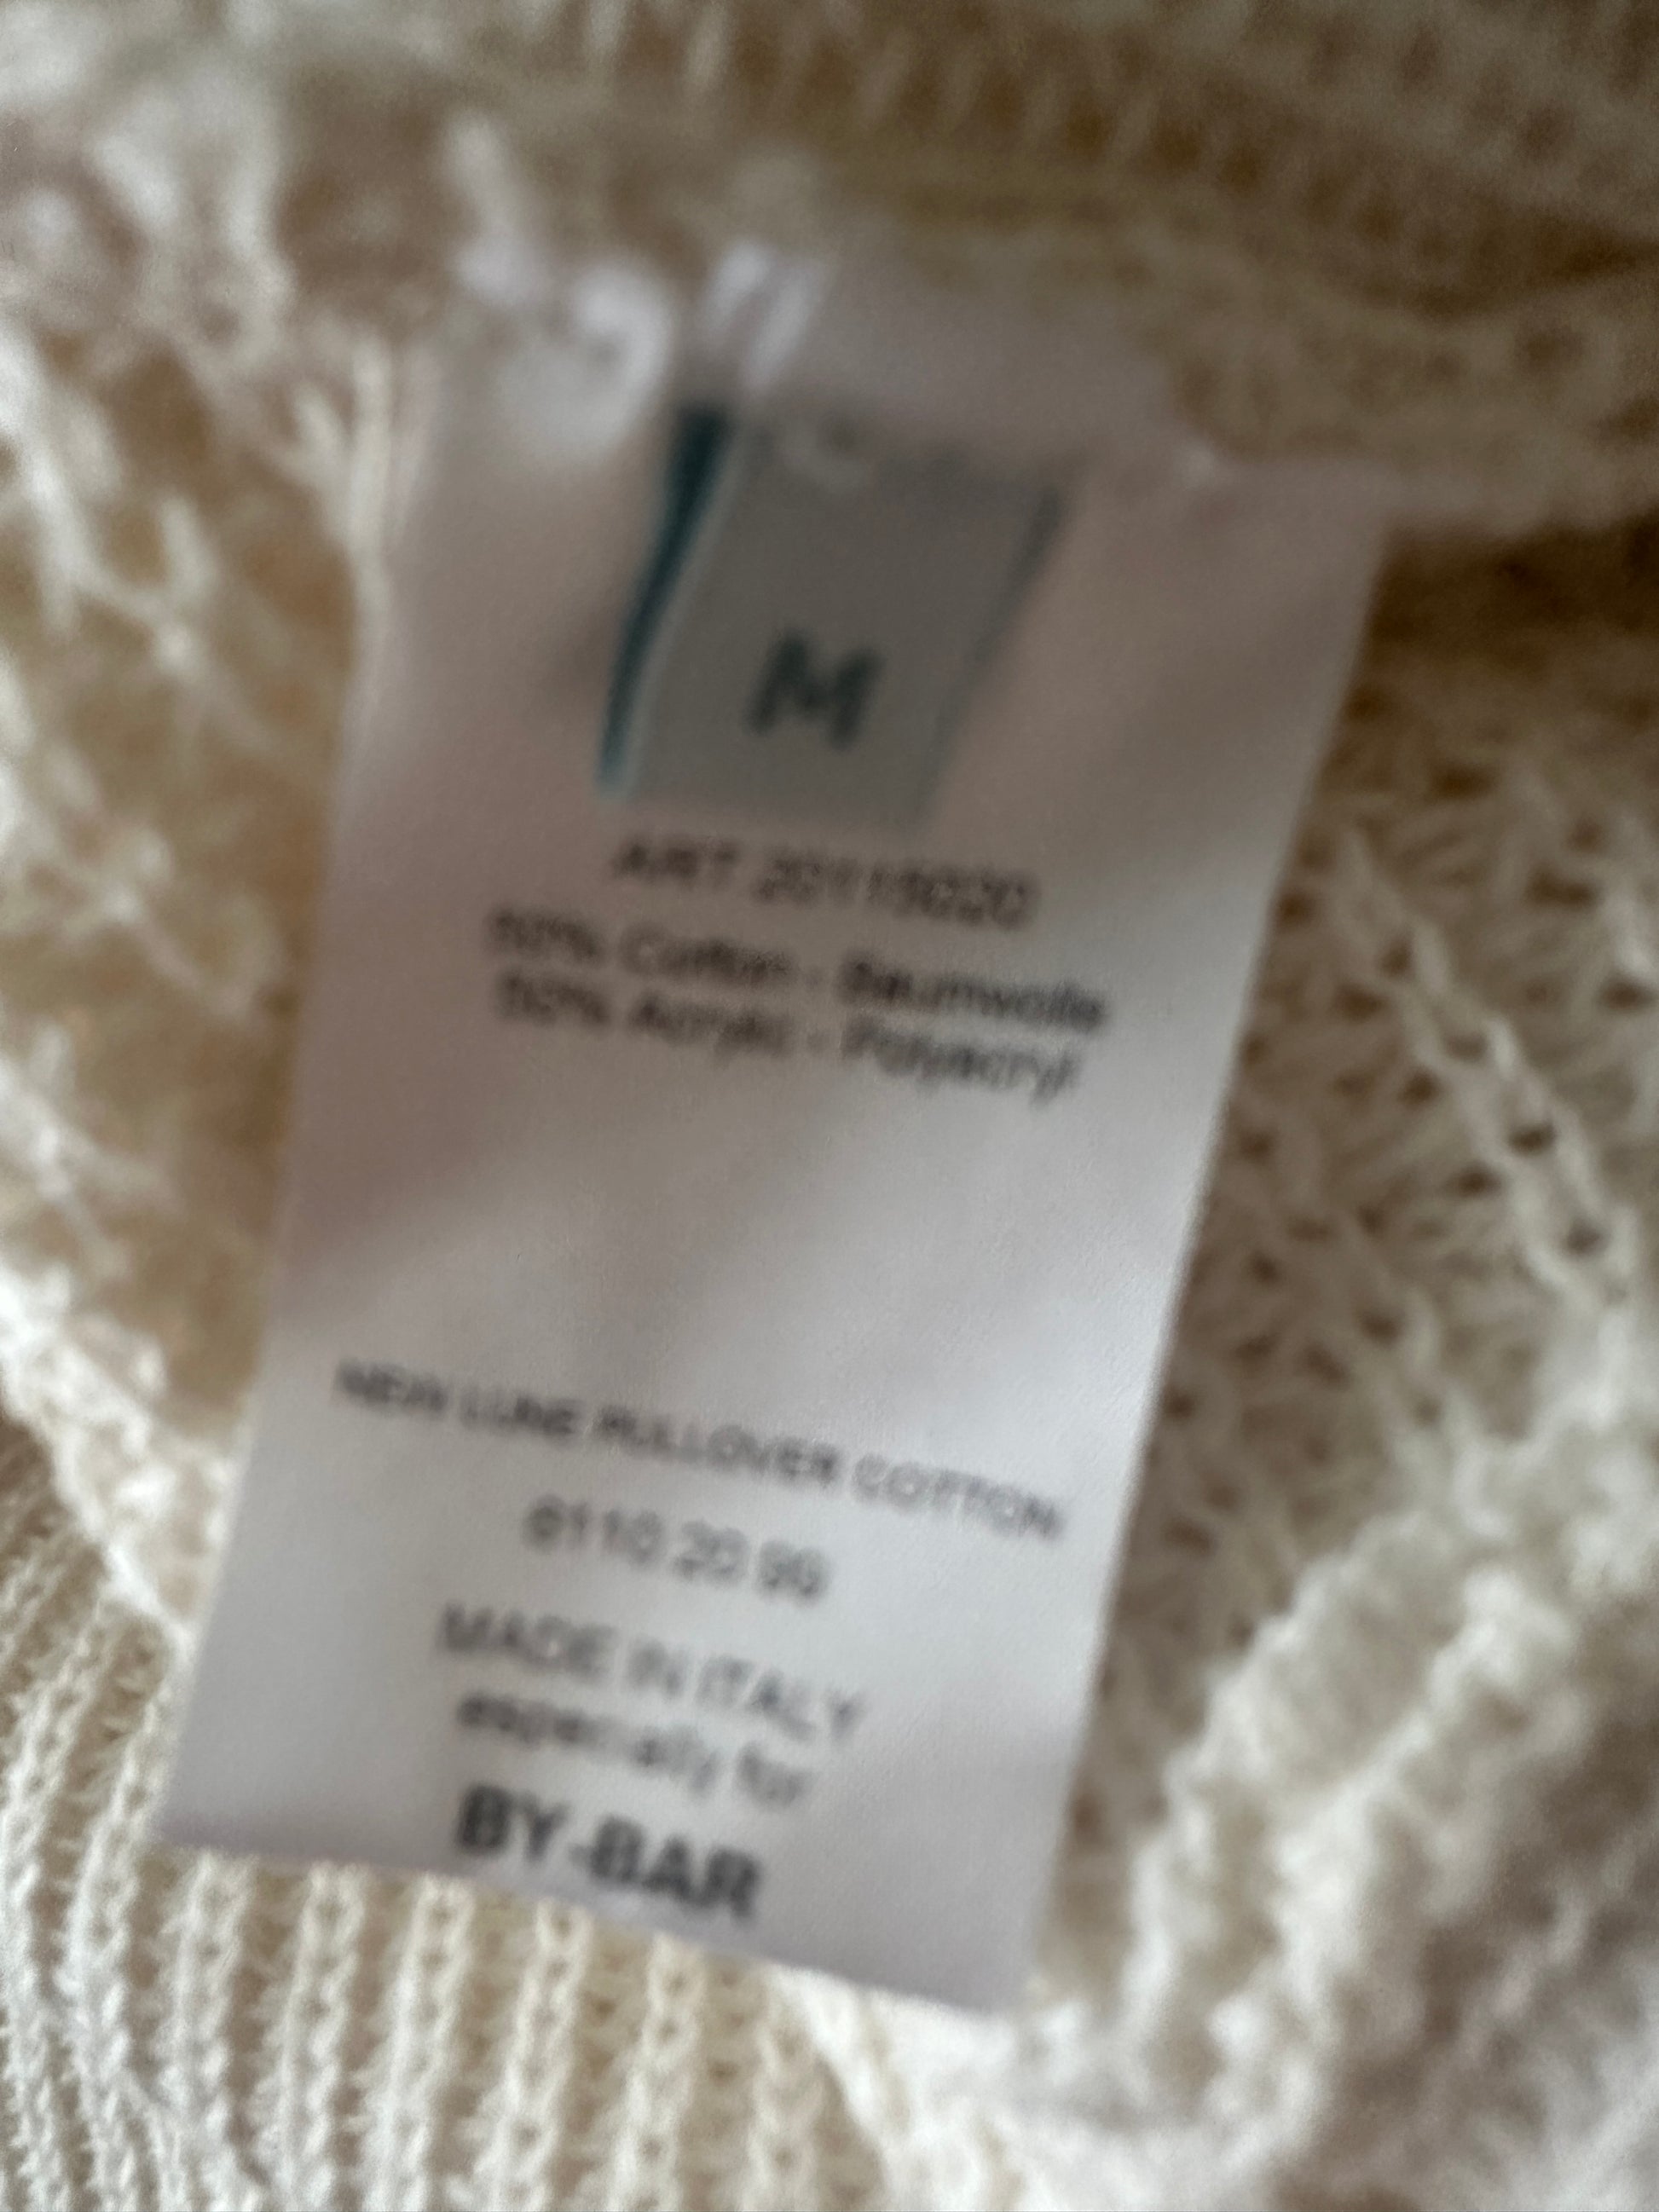 M
ART 20115020
50% Cotton - Baumwolle
50% Acrylic - Polyacryl
NEW LUNE PULLOVER COTTON
6110 20 99
MADE IN ITALY
especially for
BY-BAR